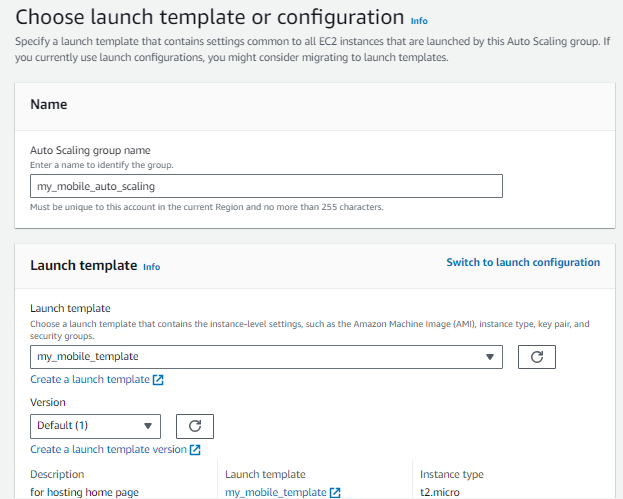 Choose launch template or configuration Info
Specify a launch template that contains settings common to all EC2 instances that are launched by this Auto Scaling group. If
you currently use launch configurations, you might consider migrating to launch templates.
Name
Auto Scaling group name
Enter a name to identify the group.
my_mobile_auto_scaling
Must be unique to this account in the current Region and no more than 255 characters.
Launch template Info
Switch to launch configuration
Launch template
Choose a launch template that contains the instance-level settings, such as the Amazon Machine Image (AMI), instance type, key pair, and
security groups.
my_mobile_template
Create a launch template
Version
Default (1)
Create a launch template version
Description
for hosting home page
Launch template
my_mobile_template
Instance type
t2.micro